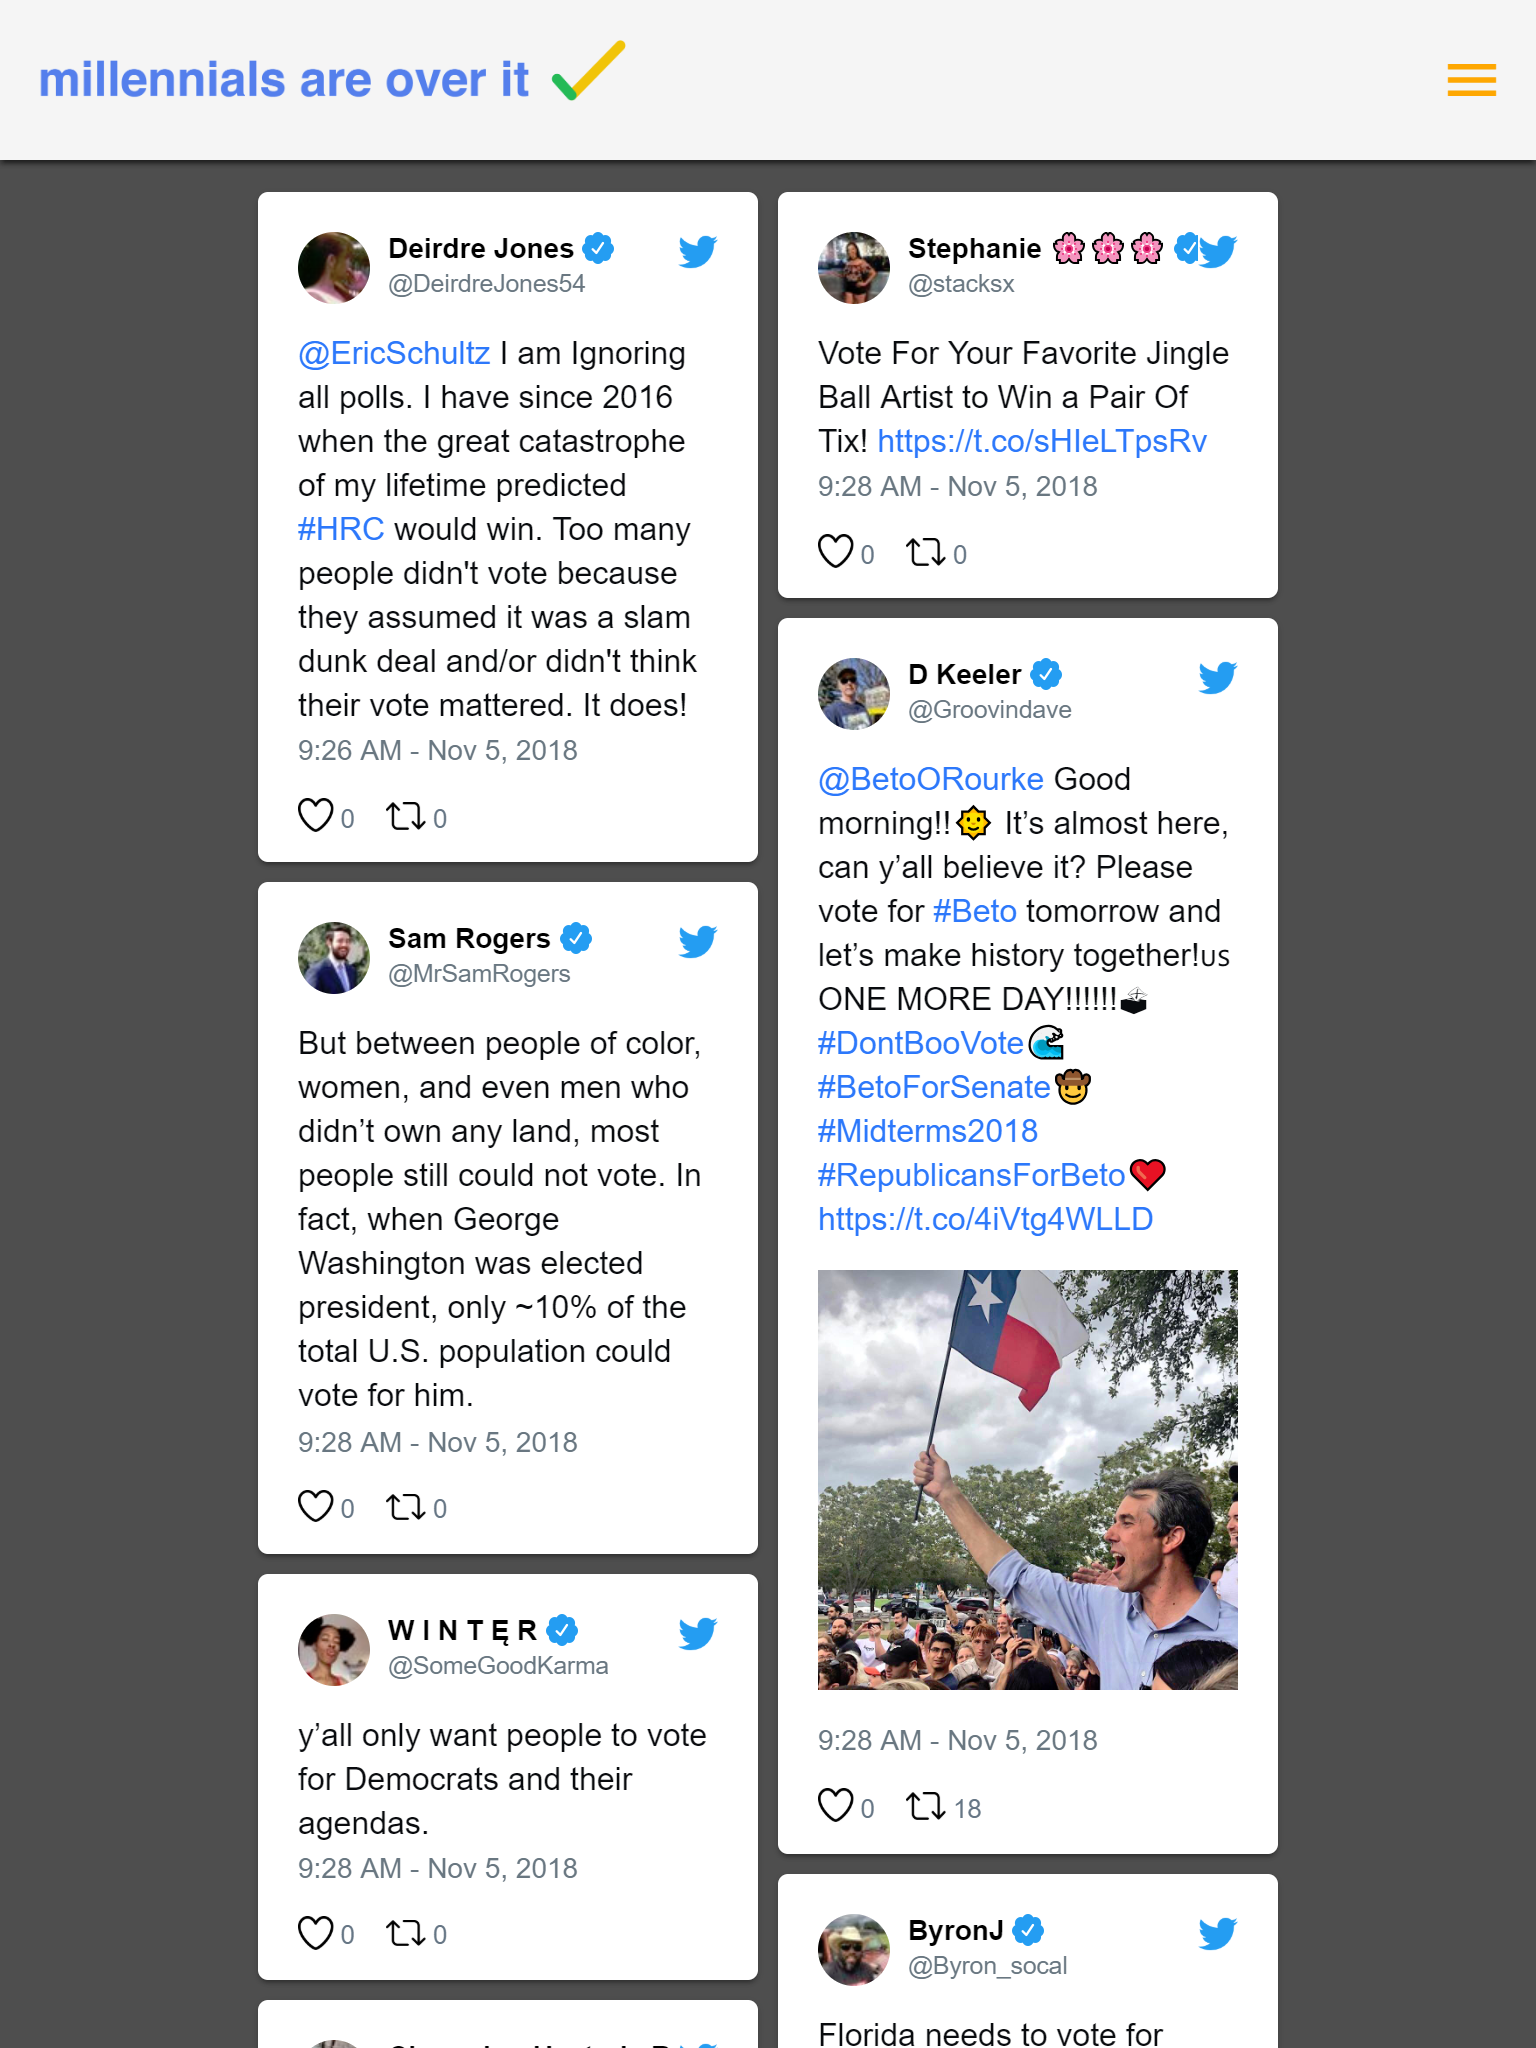 millennials are over it
Deirdre Jones
@DeirdreJones54
@EricSchultz I am Ignoring
all polls. I have since 2016
when the great catastrophe
of my lifetime predicted
#HRC would win. Too many
people didn't vote because
they assumed it was a slam
dunk deal and/or didn't think
their vote mattered. It does!
9:26 AM - Nov 5, 2018
0 0
Sam Rogers
@MrSamRogers
But between people of color,
women, and even men who
didn’t own any land, most
people still could not vote. In
fact, when George
Washington was elected
president, only ~10% of the
total U.S. population could
vote for him.
9:28 AM - Nov 5, 2018
0 0
W I N T Ę R
@SomeGoodKarma
y’all only want people to vote
for Democrats and their
agendas.
9:28 AM - Nov 5, 2018
0 0
Stephanie 🌸🌸🌸
@stacksx
Vote For Your Favorite Jingle
Ball Artist to Win a Pair Of
Tix! https://t.co/sHIeLTpsRv
9:28 AM - Nov 5, 2018
0 0
D Keeler
@Groovindave
@BetoORourke Good
morning!!🌞 It’s almost here,
can y’all believe it? Please
vote for #Beto tomorrow and
let’s make history together!🇺🇸
ONE MORE DAY!!!!!!🗳
#DontBooVote🌊
#BetoForSenate🤠
#Midterms2018
#RepublicansForBeto❤️
https://t.co/4iVtg4WLLD
9:28 AM - Nov 5, 2018
0 18
ByronJ
@Byron_socal
Florida needs to vote for